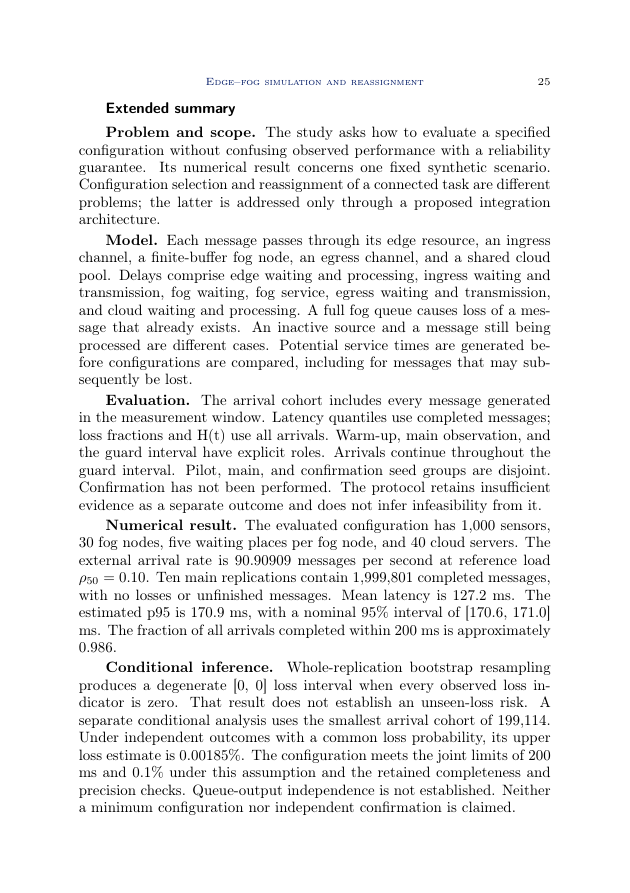 Edge–fog simulation and reassignment 25
Extended summary
Problem and scope. The study asks how to evaluate a specified
configuration without confusing observed performance with a reliability
guarantee. Its numerical result concerns one fixed synthetic scenario.
Configuration selection and reassignment of a connected task are different
problems; the latter is addressed only through a proposed integration
architecture.
Model. Each message passes through its edge resource, an ingress
channel, a finite-buffer fog node, an egress channel, and a shared cloud
pool. Delays comprise edge waiting and processing, ingress waiting and
transmission, fog waiting, fog service, egress waiting and transmission,
and cloud waiting and processing. A full fog queue causes loss of a mes-
sage that already exists. An inactive source and a message still being
processed are different cases. Potential service times are generated be-
fore configurations are compared, including for messages that may sub-
sequently be lost.
Evaluation. The arrival cohort includes every message generated
in the measurement window. Latency quantiles use completed messages;
loss fractions and H(t) use all arrivals. Warm-up, main observation, and
the guard interval have explicit roles. Arrivals continue throughout the
guard interval. Pilot, main, and confirmation seed groups are disjoint.
Confirmation has not been performed. The protocol retains insufficient
evidence as a separate outcome and does not infer infeasibility from it.
Numerical result. The evaluated configuration has 1,000 sensors,
30 fog nodes, five waiting places per fog node, and 40 cloud servers. The
external arrival rate is 90.90909 messages per second at reference load
ρ₅₀ = 0.10. Ten main replications contain 1,999,801 completed messages,
with no losses or unfinished messages. Mean latency is 127.2 ms. The
estimated p95 is 170.9 ms, with a nominal 95% interval of [170.6, 171.0]
ms. The fraction of all arrivals completed within 200 ms is approximately
0.986.
Conditional inference. Whole-replication bootstrap resampling
produces a degenerate [0, 0] loss interval when every observed loss in-
dicator is zero. That result does not establish an unseen-loss risk. A
separate conditional analysis uses the smallest arrival cohort of 199,114.
Under independent outcomes with a common loss probability, its upper
loss estimate is 0.00185%. The configuration meets the joint limits of 200
ms and 0.1% under this assumption and the retained completeness and
precision checks. Queue-output independence is not established. Neither
a minimum configuration nor independent confirmation is claimed.